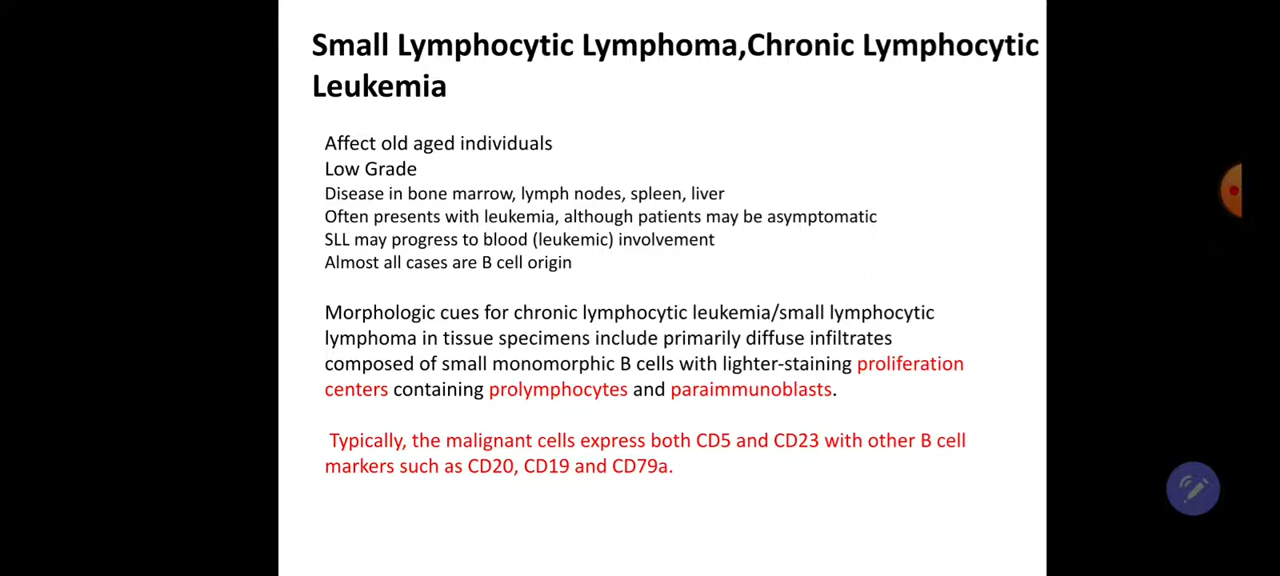 Small Lymphocytic Lymphoma,Chronic Lymphocytic
Leukemia
Affect old aged individuals
Low Grade
Disease in bone marrow, lymph nodes, spleen, liver
Often presents with leukemia, although patients may be asymptomatic
SLL may progress to blood (leukemic) involvement
Almost all cases are B cell origin
Morphologic cues for chronic lymphocytic leukemia/small lymphocytic
lymphoma in tissue specimens include primarily diffuse infiltrates
composed of small monomorphic B cells with lighter-staining proliferation
centers containing prolymphocytes and paraimmunoblasts.
Typically, the malignant cells express both CD5 and CD23 with other B cell
markers such as CD20, CD19 and CD79a.